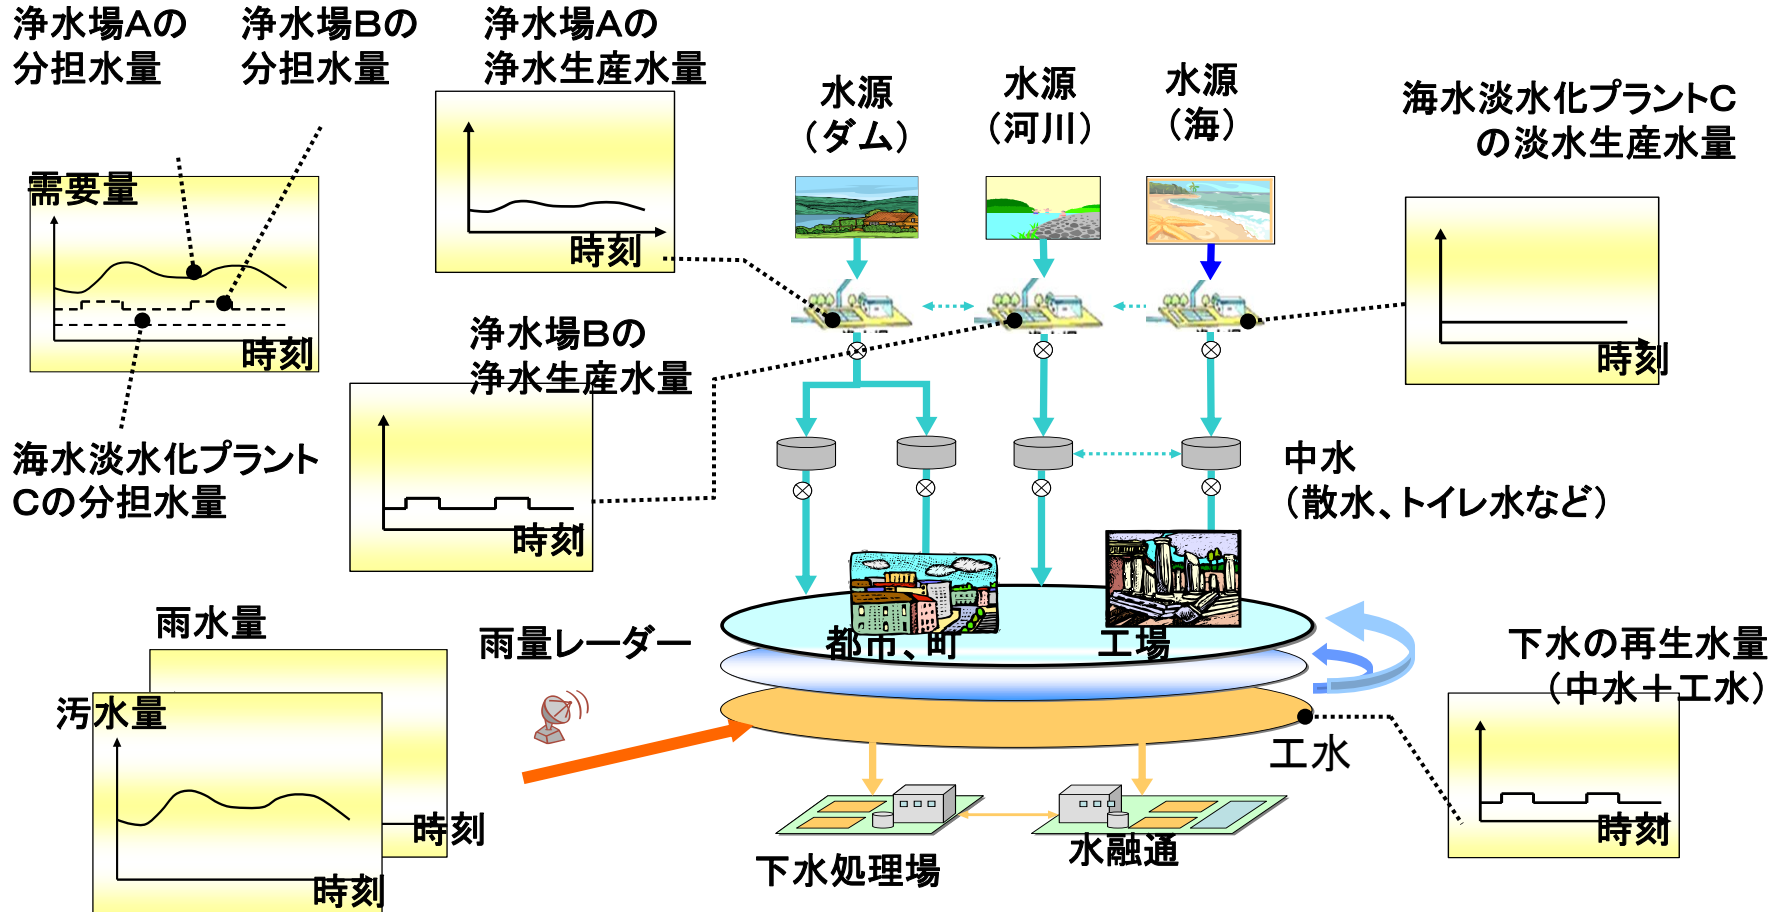 浄水場Aの
分担水量
浄水場Bの
分担水量
浄水場Aの
浄水生産水量
水源
（ダム）
水源
（河川）
水源
（海）
海水淡水化プラントC
の淡水生産水量
需要量
時刻
時刻
時刻
浄水場Bの
浄水生産水量
時刻
海水淡水化プラント
Cの分担水量
中水
（散水、トイレ水など）
雨水量
時刻
汚水量
時刻
雨量レーダー
都市、町
工場
下水の再生水量
（中水＋工水）
時刻
工水
下水処理場
水融通